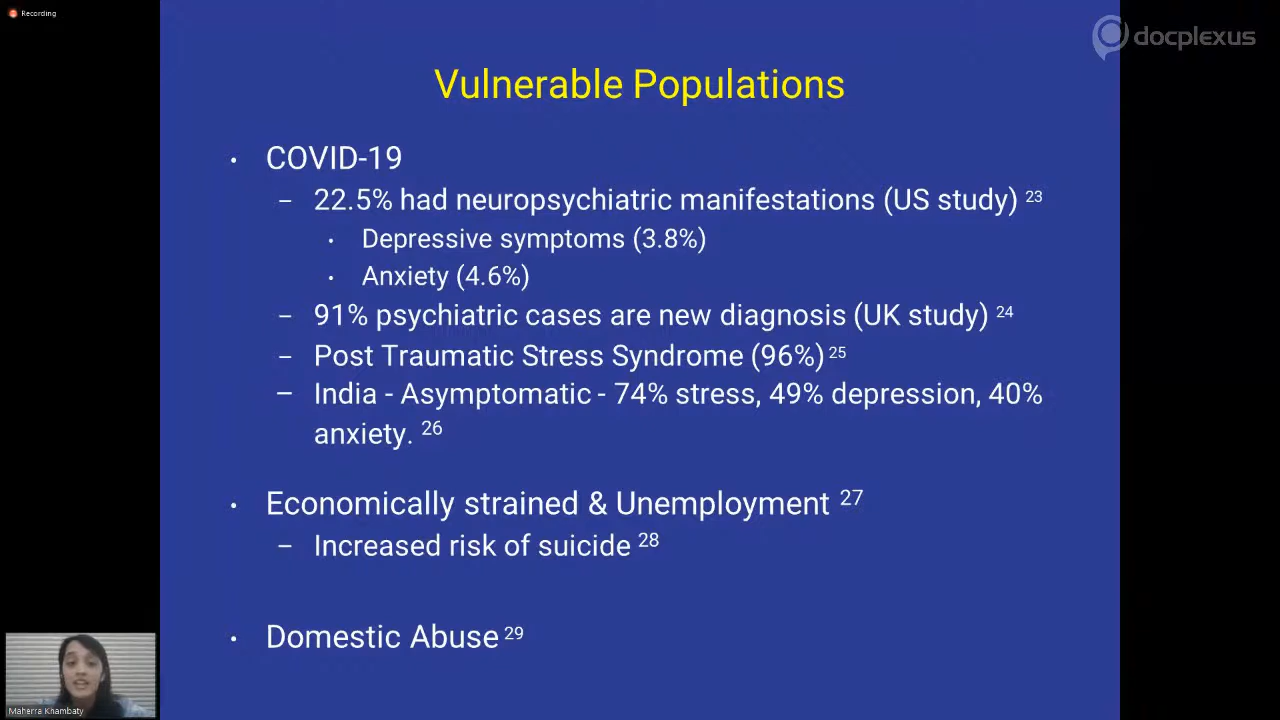 Recording
docplexus
Vulnerable Populations
• COVID-19
– 22.5% had neuropsychiatric manifestations (US study) 23
• Depressive symptoms (3.8%)
• Anxiety (4.6%)
– 91% psychiatric cases are new diagnosis (UK study) 24
– Post Traumatic Stress Syndrome (96%) 25
– India - Asymptomatic - 74% stress, 49% depression, 40%
anxiety. 26
• Economically strained & Unemployment 27
– Increased risk of suicide 28
• Domestic Abuse 29
Maherra Khambaty